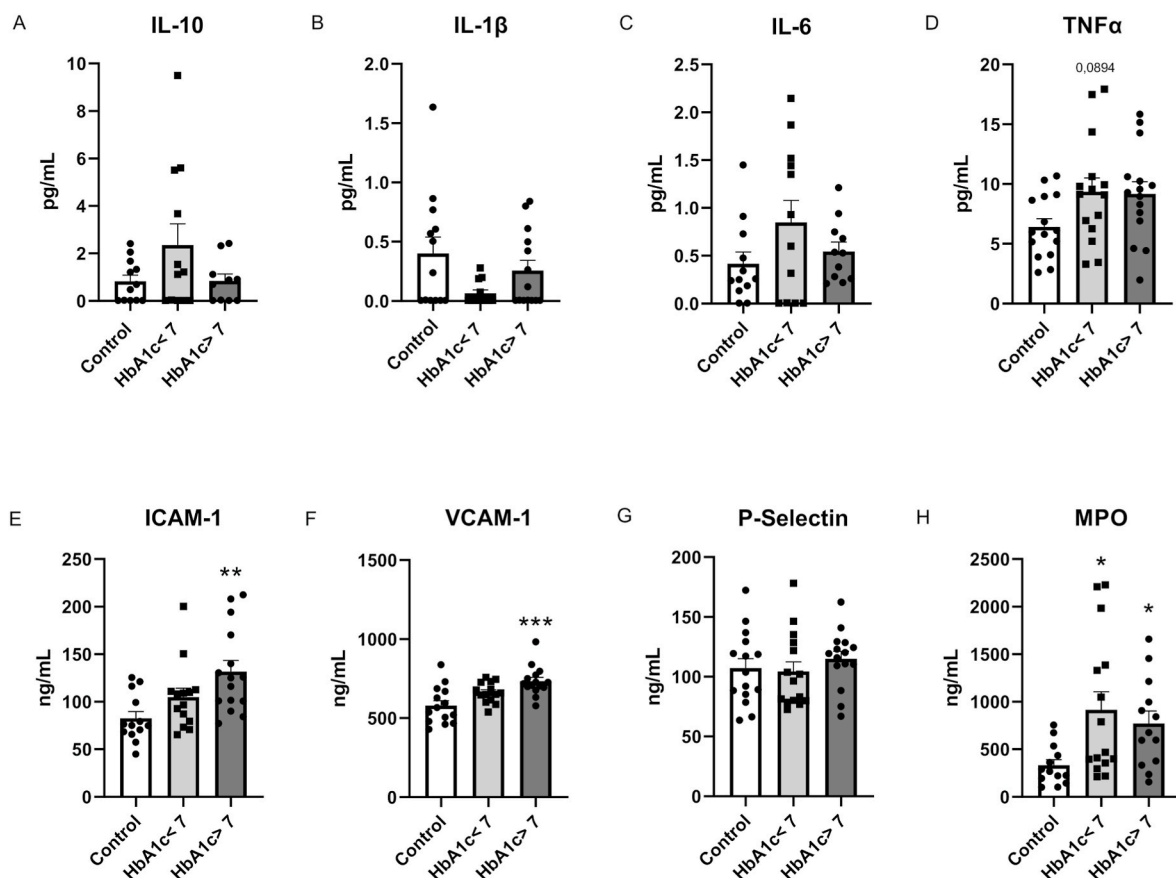 A
IL-10
pg/mL
10
8
6
4
2
0
Control
HbA1c< 7
HbA1c> 7
B
IL-1β
pg/mL
2.0
1.5
1.0
0.5
0.0
Control
HbA1c< 7
HbA1c> 7
C
IL-6
pg/mL
2.5
2.0
1.5
1.0
0.5
0.0
Control
HbA1c< 7
HbA1c> 7
D
TNFα
pg/mL
20
15
10
5
0
0,0894
Control
HbA1c< 7
HbA1c> 7
E
ICAM-1
ng/mL
250
200
150
100
50
0
**
Control
HbA1c< 7
HbA1c> 7
F
VCAM-1
ng/mL
1500
1000
500
0
***
Control
HbA1c< 7
HbA1c> 7
G
P-Selectin
ng/mL
200
150
100
50
0
Control
HbA1c< 7
HbA1c> 7
H
MPO
ng/mL
2500
2000
1500
1000
500
0
*
*
Control
HbA1c< 7
HbA1c> 7